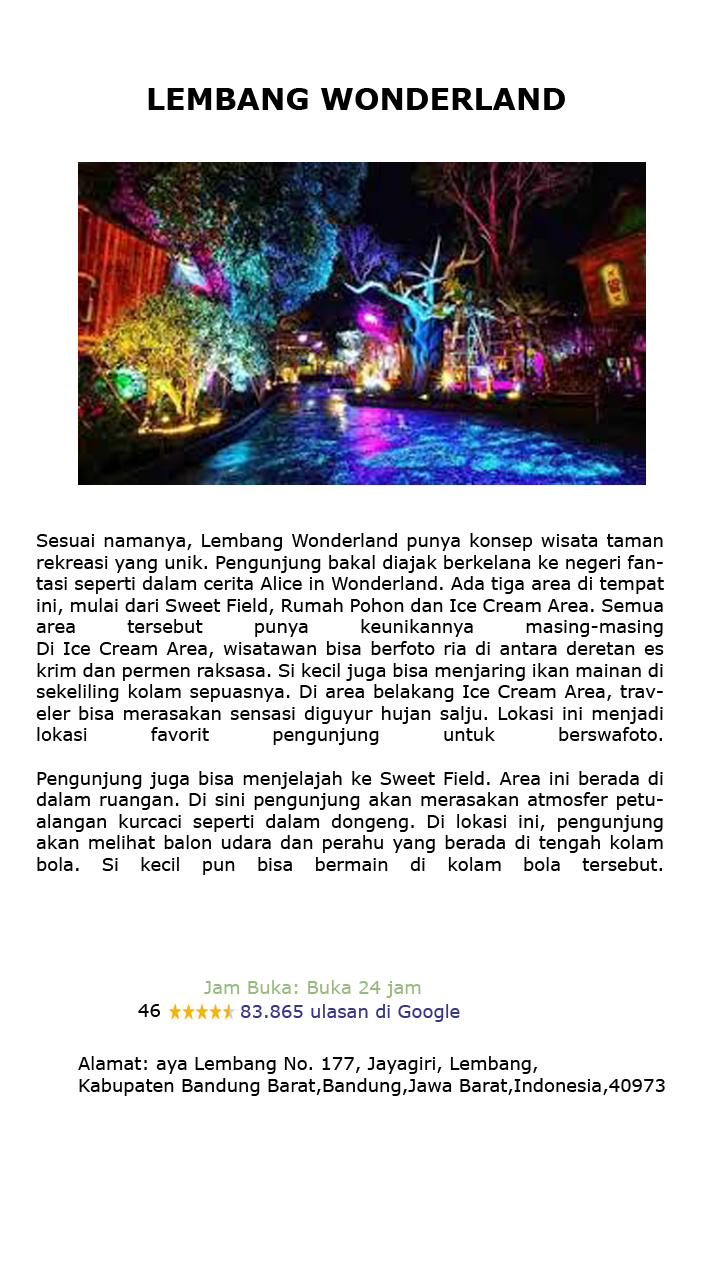 LEMBANG WONDERLAND
Sesuai namanya, Lembang Wonderland punya konsep wisata taman
rekreasi yang unik. Pengunjung bakal diajak berkelana ke negeri fan-
tasi seperti dalam cerita Alice in Wonderland. Ada tiga area di tempat
ini, mulai dari Sweet Field, Rumah Pohon dan Ice Cream Area. Semua
area tersebut punya keunikannya masing-masing
Di Ice Cream Area, wisatawan bisa berfoto ria di antara deretan es
krim dan permen raksasa. Si kecil juga bisa menjaring ikan mainan di
sekeliling kolam sepuasnya. Di area belakang Ice Cream Area, trav-
eler bisa merasakan sensasi diguyur hujan salju. Lokasi ini menjadi
lokasi favorit pengunjung untuk berswafoto.
Pengunjung juga bisa menjelajah ke Sweet Field. Area ini berada di
dalam ruangan. Di sini pengunjung akan merasakan atmosfer petu-
alangan kurcaci seperti dalam dongeng. Di lokasi ini, pengunjung
akan melihat balon udara dan perahu yang berada di tengah kolam
bola. Si kecil pun bisa bermain di kolam bola tersebut.
Jam Buka: Buka 24 jam
46 83.865 ulasan di Google
Alamat: aya Lembang No. 177, Jayagiri, Lembang,
Kabupaten Bandung Barat,Bandung,Jawa Barat,Indonesia,40973